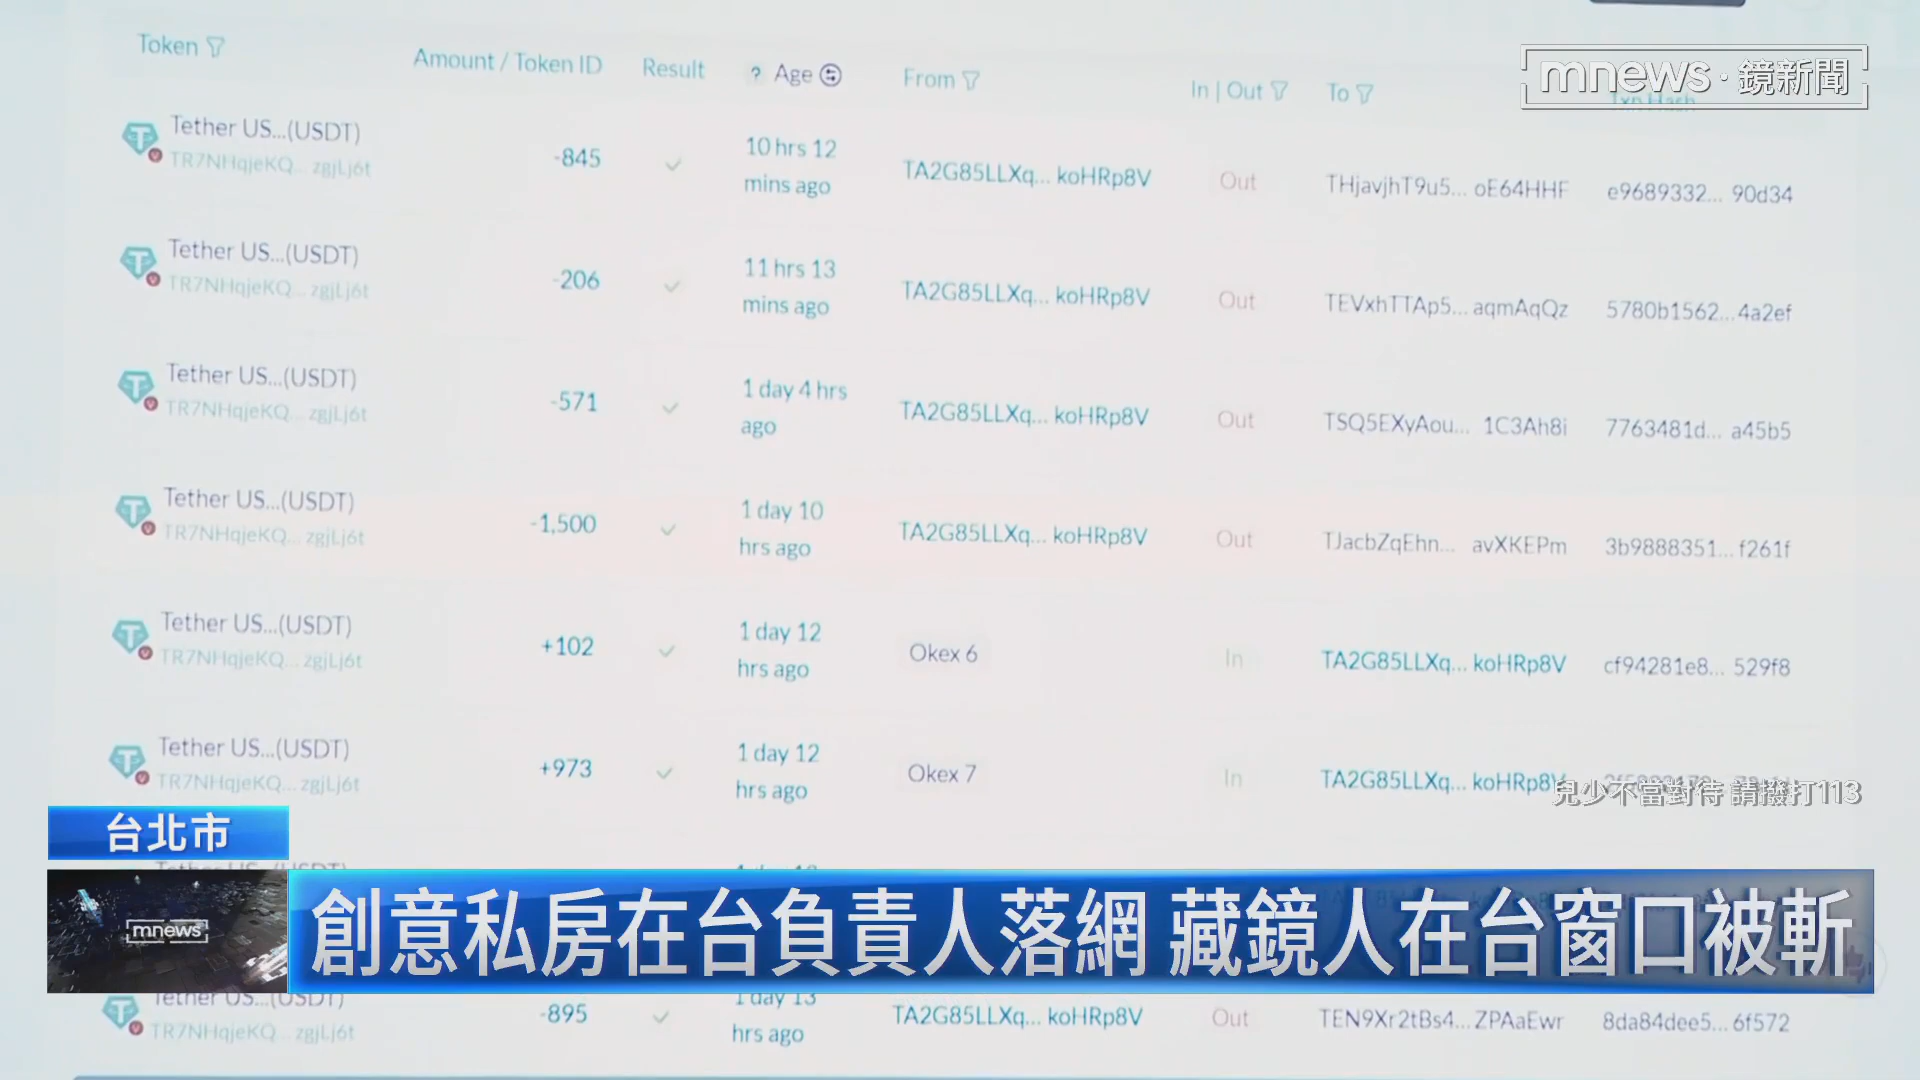 Token Amount / Token ID Result ? Age From In | Out To Txn Hash
mnews·鏡新聞
Tether US...(USDT)
TR7NHqjeKQ... zgjLj6t
-845
10 hrs 12
mins ago
TA2G85LLXq... koHRp8V
Out
THjavjhT9u5... oE64HHF
e9689332... 90d34
Tether US...(USDT)
TR7NHqjeKQ... zgjLj6t
-206
11 hrs 13
mins ago
TA2G85LLXq... koHRp8V
Out
TEVxhTTAp5... aqmAqQz
5780b1562...4a2ef
Tether US...(USDT)
TR7NHqjeKQ... zgjLj6t
-571
1 day 4 hrs
ago
TA2G85LLXq... koHRp8V
Out
TSQ5EXyAou... 1C3Ah8i
7763481d... a45b5
Tether US...(USDT)
TR7NHqjeKQ... zgjLj6t
-1,500
1 day 10
hrs ago
TA2G85LLXq... koHRp8V
Out
TJacbZqEhn... avXKEPm
3b9888351... f261f
Tether US...(USDT)
TR7NHqjeKQ... zgjLj6t
+102
1 day 12
hrs ago
Okex 6
In
TA2G85LLXq... koHRp8V
cf94281e8... 529f8
Tether US...(USDT)
TR7NHqjeKQ... zgjLj6t
+973
1 day 12
hrs ago
Okex 7
In
TA2G85LLXq... koHRp8V
兒少不當對待 請撥打113
台北市
mnews
創意私房在台負責人落網 藏鏡人在台窗口被斬
Tether US...(USDT)
TR7NHqjeKQ... zgjLj6t
-895
1 day 13
hrs ago
TA2G85LLXq... koHRp8V
Out
TEN9Xr2tBs4... ZPAaEwr
8da84dee5... 6f572